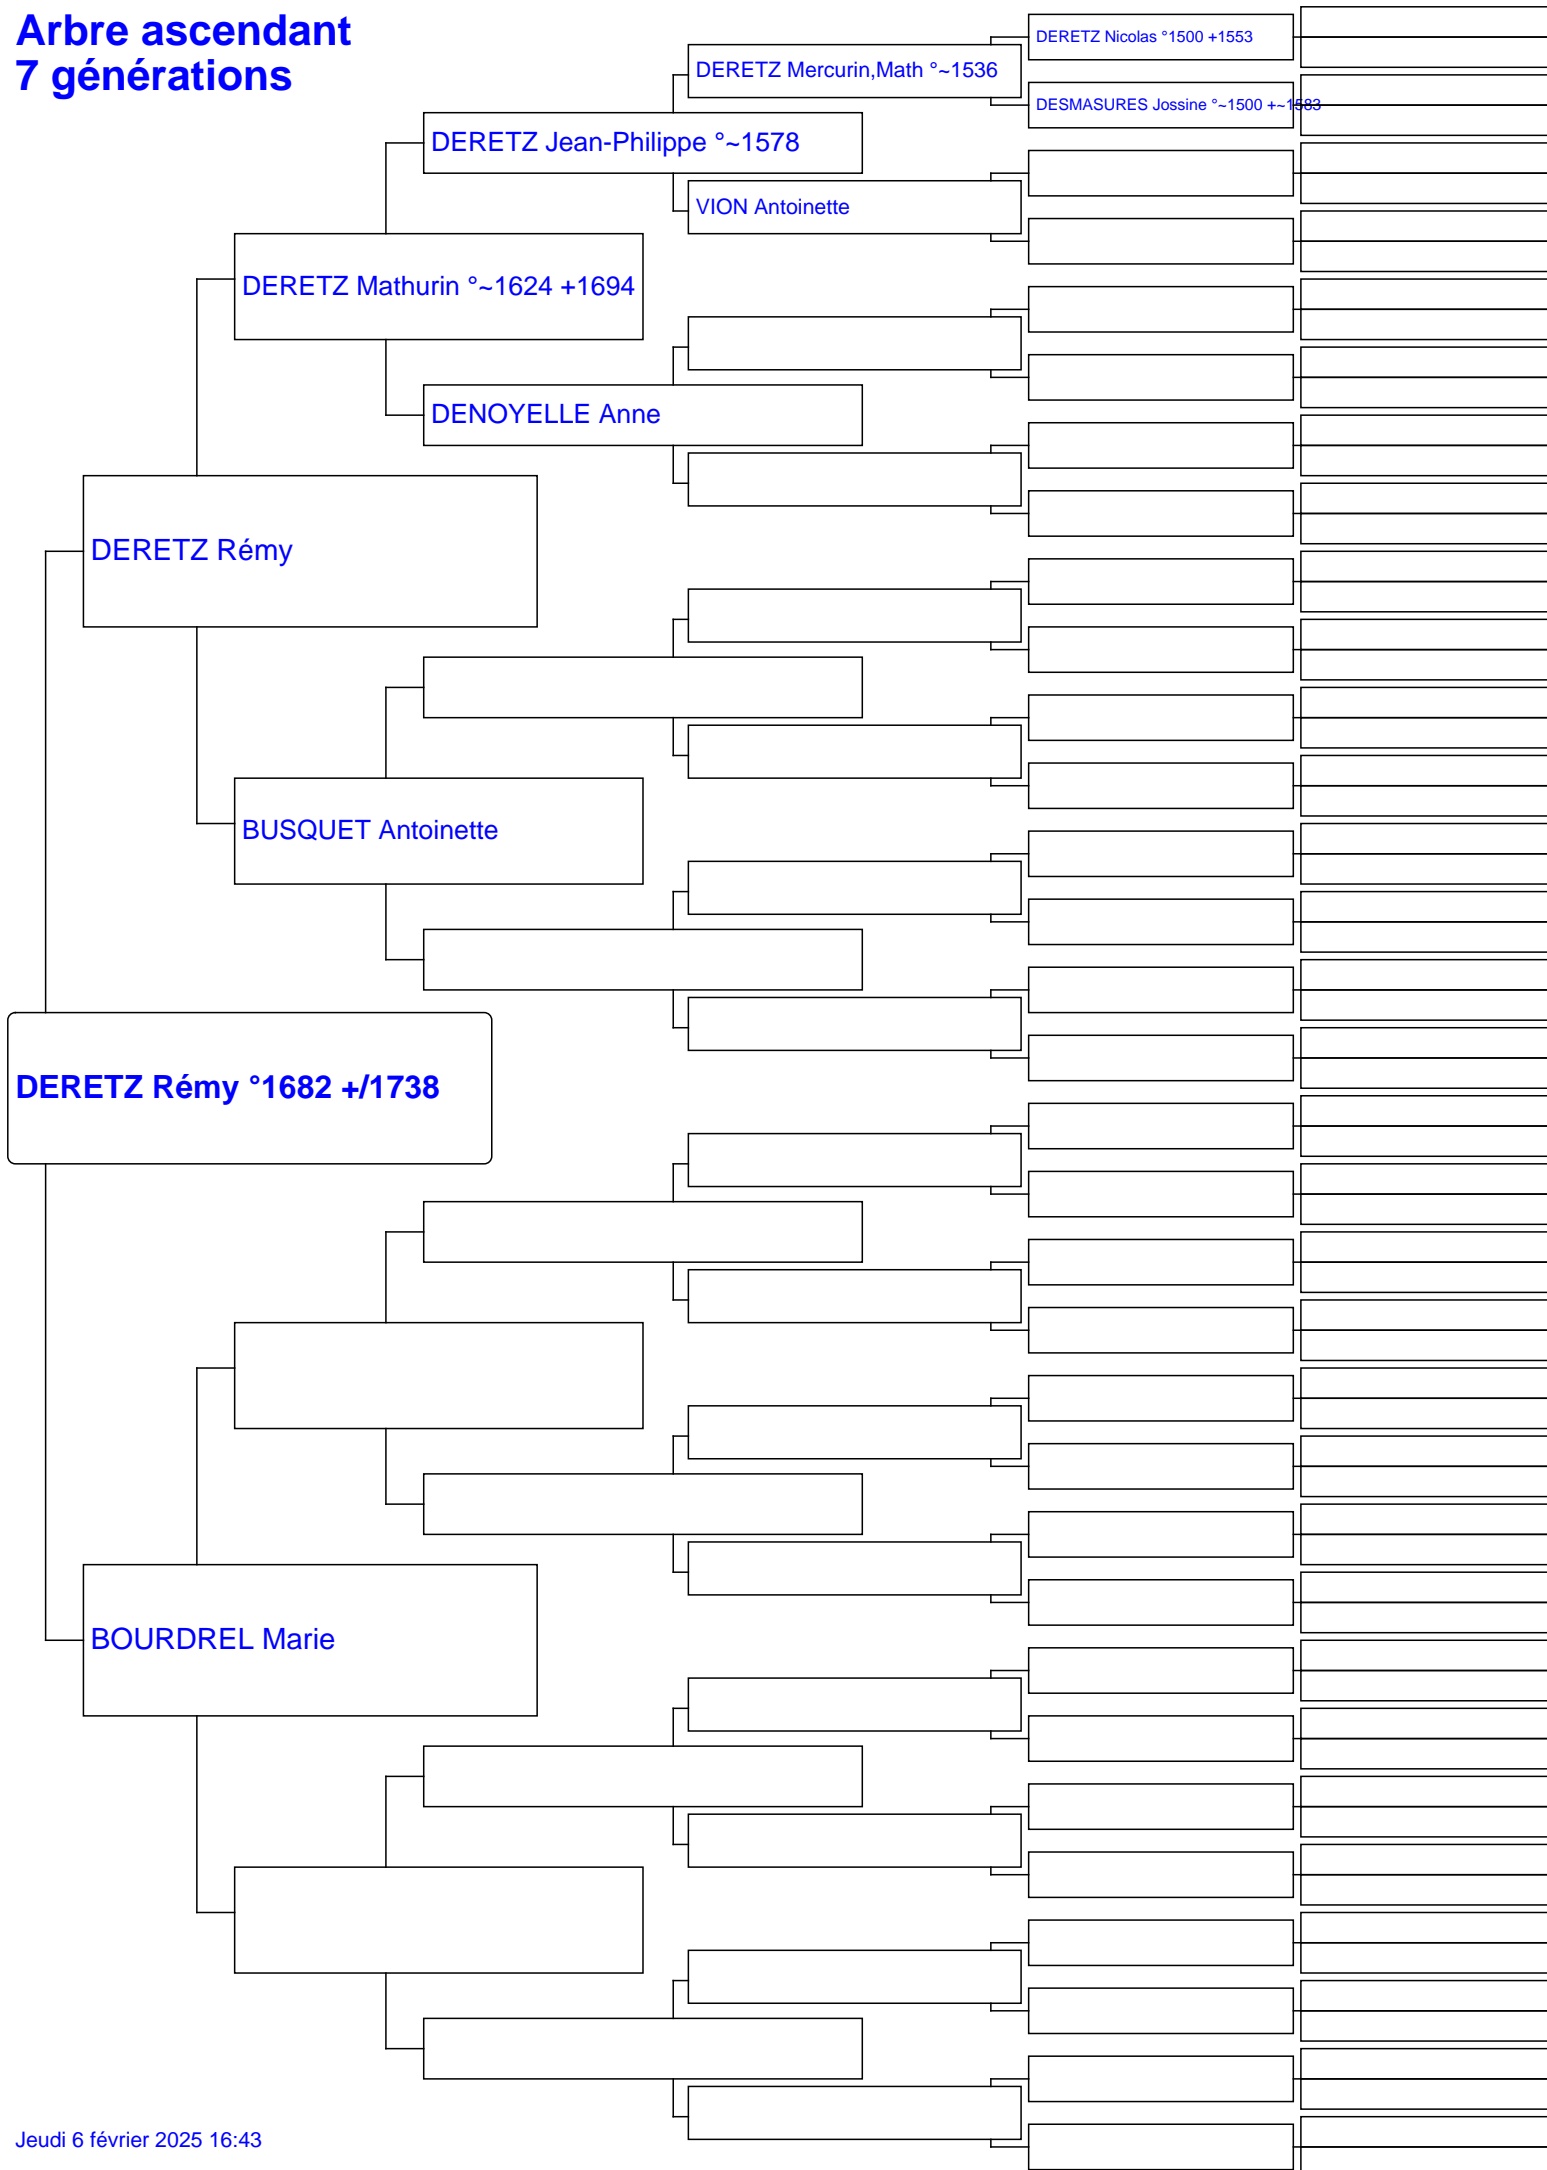 Arbre ascendant
7 générations
DERETZ Nicolas °1500 +1553
DERETZ Mercurin,Math °~1536
DESMASURES Jossine °~1500 +~1583
DERETZ Jean-Philippe °~1578
VION Antoinette
DERETZ Mathurin °~1624 +1694
DENOYELLE Anne
DERETZ Rémy
BUSQUET Antoinette
DERETZ Rémy °1682 +/1738
BOURDREL Marie
Jeudi 6 février 2025 16:43